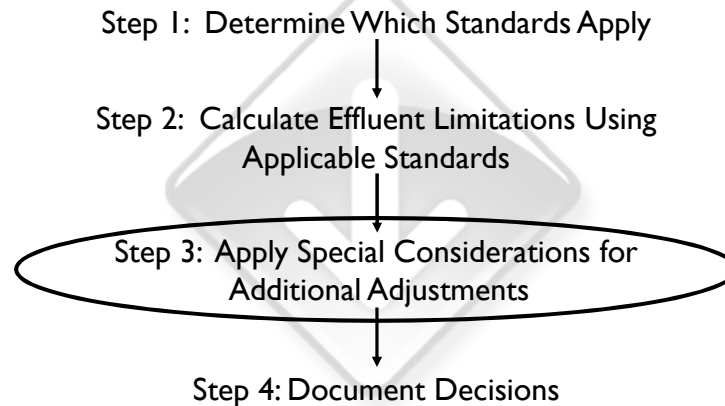 Step 1: Determine Which Standards Apply
Step 2: Calculate Effluent Limitations Using
Applicable Standards
Step 3: Apply Special Considerations for
Additional Adjustments
Step 4: Document Decisions